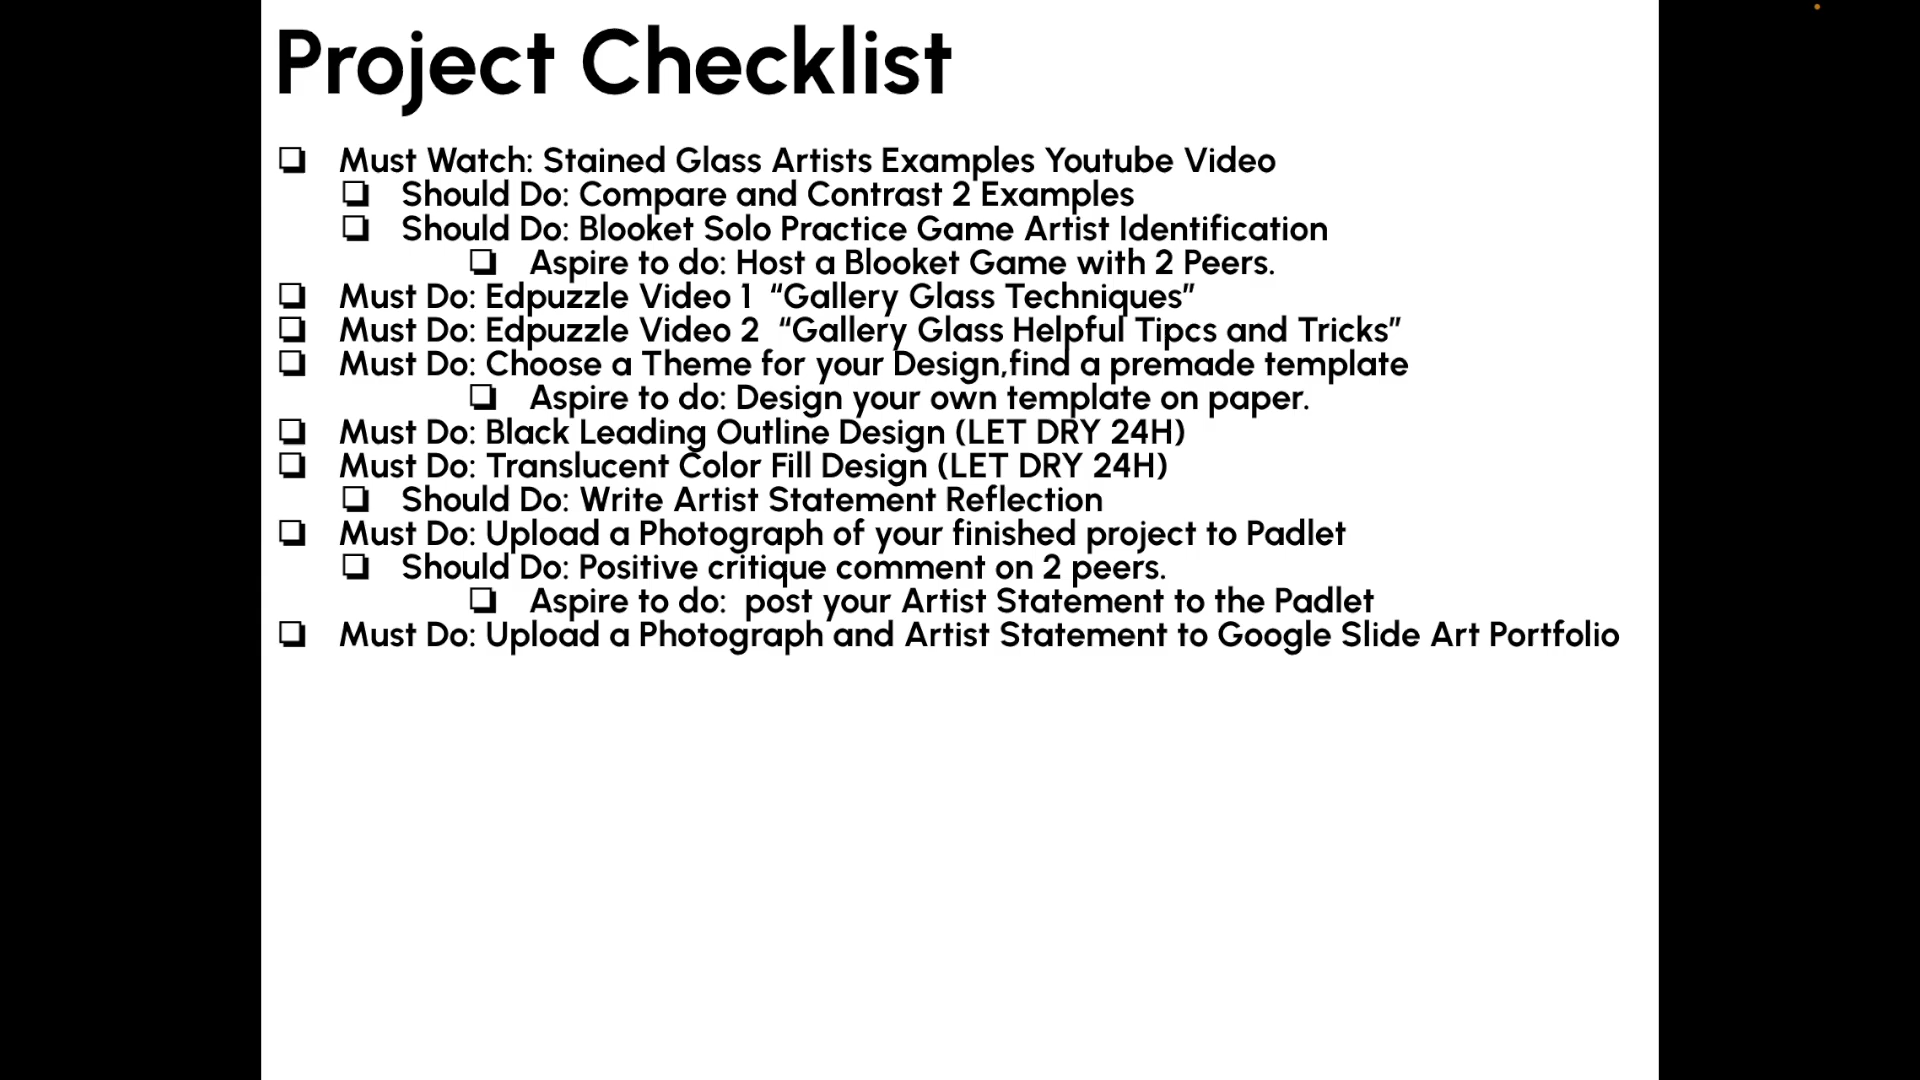 Project Checklist
❏ Must Watch: Stained Glass Artists Examples Youtube Video
❏ Should Do: Compare and Contrast 2 Examples
❏ Should Do: Blooket Solo Practice Game Artist Identification
❏ Aspire to do: Host a Blooket Game with 2 Peers.
❏ Must Do: Edpuzzle Video 1  “Gallery Glass Techniques”
❏ Must Do: Edpuzzle Video 2  “Gallery Glass Helpful Tipcs and Tricks”
❏ Must Do: Choose a Theme for your Design,find a premade template
❏ Aspire to do: Design your own template on paper.
❏ Must Do: Black Leading Outline Design (LET DRY 24H)
❏ Must Do: Translucent Color Fill Design (LET DRY 24H)
❏ Should Do: Write Artist Statement Reflection
❏ Must Do: Upload a Photograph of your finished project to Padlet
❏ Should Do: Positive critique comment on 2 peers.
❏ Aspire to do:  post your Artist Statement to the Padlet
❏ Must Do: Upload a Photograph and Artist Statement to Google Slide Art Portfolio